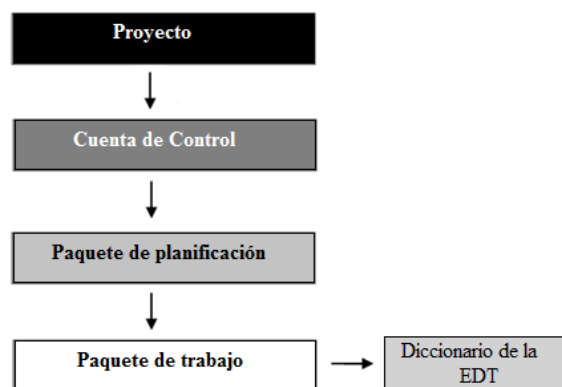 Proyecto
Cuenta de Control
Paquete de planificación
Paquete de trabajo
Diccionario de la
EDT